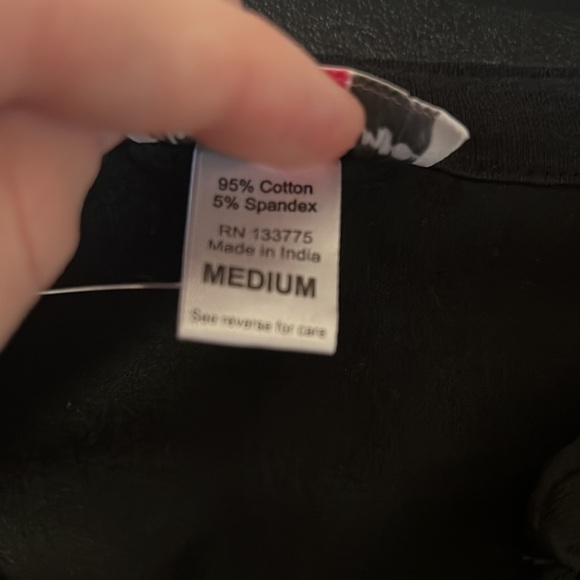 95% Cotton
5% Spandex
RN 133775
Made in India
MEDIUM
See reverse for care